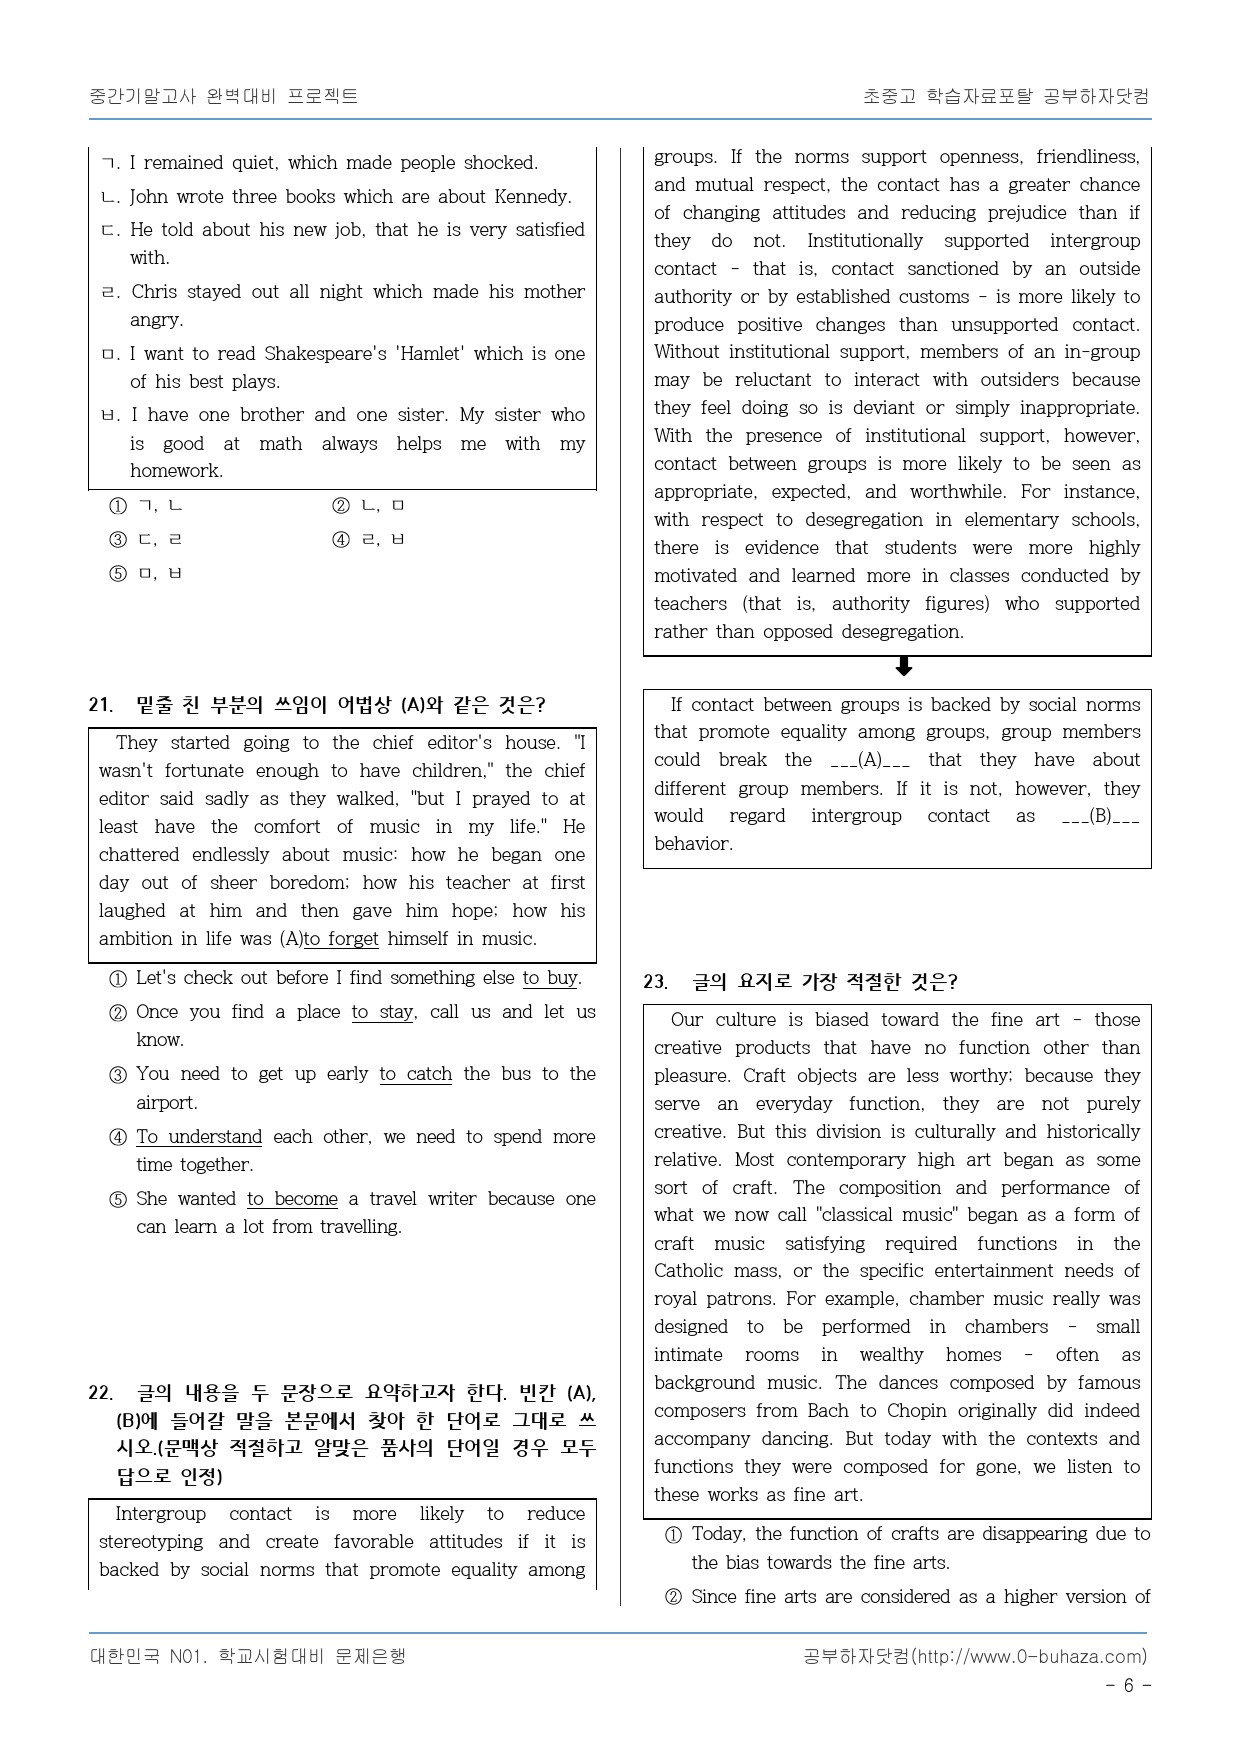 중간기말고사 완벽대비 프로젝트
초중고 학습자료포탈 공부하자닷컴
ㄱ. I remained quiet, which made people shocked.
ㄴ. John wrote three books which are about Kennedy.
ㄷ. He told about his new job, that he is very satisfied
with.
ㄹ. Chris stayed out all night which made his mother
angry.
ㅁ. I want to read Shakespeare's 'Hamlet' which is one
of his best plays.
ㅂ. I have one brother and one sister. My sister who
is good at math always helps me with my
homework.
① ㄱ, ㄴ ② ㄴ, ㅁ
③ ㄷ, ㄹ ④ ㄹ, ㅂ
⑤ ㅁ, ㅂ
21. 밑줄 친 부분의 쓰임이 어법상 (A)와 같은 것은?
They started going to the chief editor's house. "I
wasn't fortunate enough to have children," the chief
editor said sadly as they walked, "but I prayed to at
least have the comfort of music in my life." He
chattered endlessly about music: how he began one
day out of sheer boredom; how his teacher at first
laughed at him and then gave him hope; how his
ambition in life was (A)to forget himself in music.
① Let's check out before I find something else to buy.
② Once you find a place to stay, call us and let us
know.
③ You need to get up early to catch the bus to the
airport.
④ To understand each other, we need to spend more
time together.
⑤ She wanted to become a travel writer because one
can learn a lot from travelling.
22. 글의 내용을 두 문장으로 요약하고자 한다. 빈칸 (A),
(B)에 들어갈 말을 본문에서 찾아 한 단어로 그대로 쓰
시오.(문맥상 적절하고 알맞은 품사의 단어일 경우 모두
답으로 인정)
Intergroup contact is more likely to reduce
stereotyping and create favorable attitudes if it is
backed by social norms that promote equality among
groups. If the norms support openness, friendliness,
and mutual respect, the contact has a greater chance
of changing attitudes and reducing prejudice than if
they do not. Institutionally supported intergroup
contact - that is, contact sanctioned by an outside
authority or by established customs - is more likely to
produce positive changes than unsupported contact.
Without institutional support, members of an in-group
may be reluctant to interact with outsiders because
they feel doing so is deviant or simply inappropriate.
With the presence of institutional support, however,
contact between groups is more likely to be seen as
appropriate, expected, and worthwhile. For instance,
with respect to desegregation in elementary schools,
there is evidence that students were more highly
motivated and learned more in classes conducted by
teachers (that is, authority figures) who supported
rather than opposed desegregation.
If contact between groups is backed by social norms
that promote equality among groups, group members
could break the ___(A)___ that they have about
different group members. If it is not, however, they
would regard intergroup contact as ___(B)___
behavior.
23. 글의 요지로 가장 적절한 것은?
Our culture is biased toward the fine art - those
creative products that have no function other than
pleasure. Craft objects are less worthy; because they
serve an everyday function, they are not purely
creative. But this division is culturally and historically
relative. Most contemporary high art began as some
sort of craft. The composition and performance of
what we now call "classical music" began as a form of
craft music satisfying required functions in the
Catholic mass, or the specific entertainment needs of
royal patrons. For example, chamber music really was
designed to be performed in chambers - small
intimate rooms in wealthy homes - often as
background music. The dances composed by famous
composers from Bach to Chopin originally did indeed
accompany dancing. But today with the contexts and
functions they were composed for gone, we listen to
these works as fine art.
① Today, the function of crafts are disappearing due to
the bias towards the fine arts.
② Since fine arts are considered as a higher version of
대한민국 N01. 학교시험대비 문제은행
공부하자닷컴(http://www.0-buhaza.com)
- 6 -